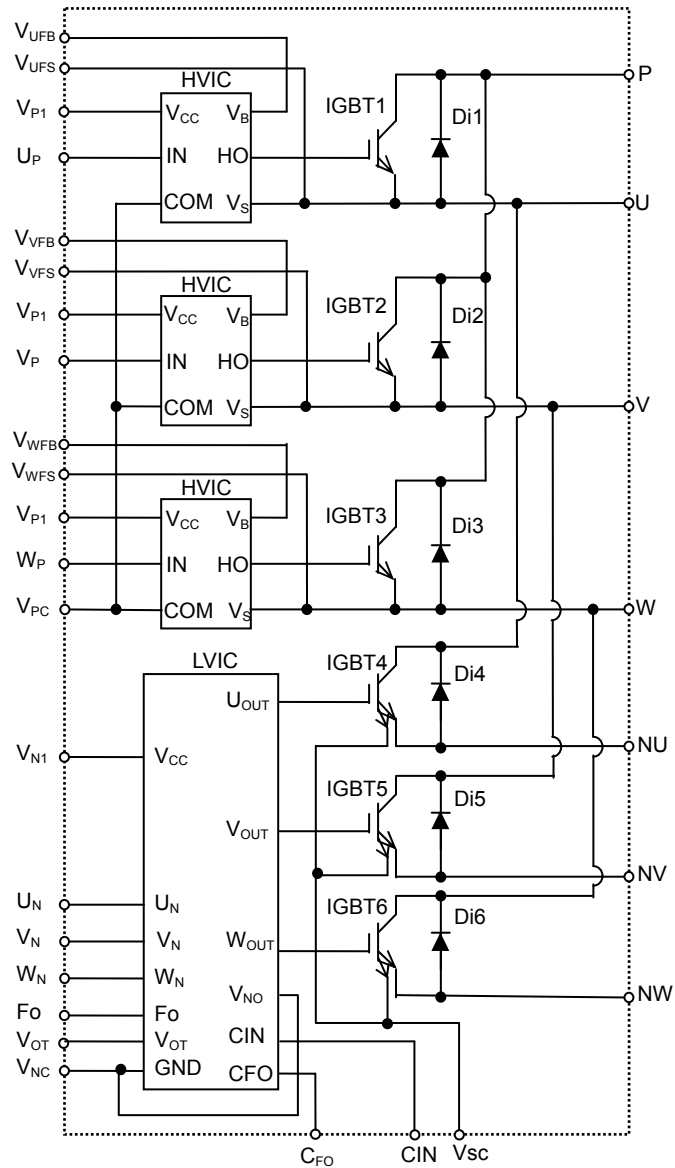 VUFB
VUFS
HVIC
P
VP1
VCC
VB
IGBT1
Di1
UP
IN
HO
COM
VS
U
VVFB
VVFS
HVIC
VP1
VCC
VB
IGBT2
Di2
VP
IN
HO
COM
VS
V
VWFB
VWFS
HVIC
VP1
VCC
VB
IGBT3
Di3
WP
IN
HO
VPC
COM
VS
W
LVIC
IGBT4
Di4
UOUT
VN1
VCC
NU
IGBT5
Di5
VOUT
NV
UN
UN
IGBT6
Di6
VN
VN
WOUT
WN
WN
VNO
NW
Fo
Fo
VOT
VOT
CIN
VNC
GND
CFO
CFO
CIN
Vsc